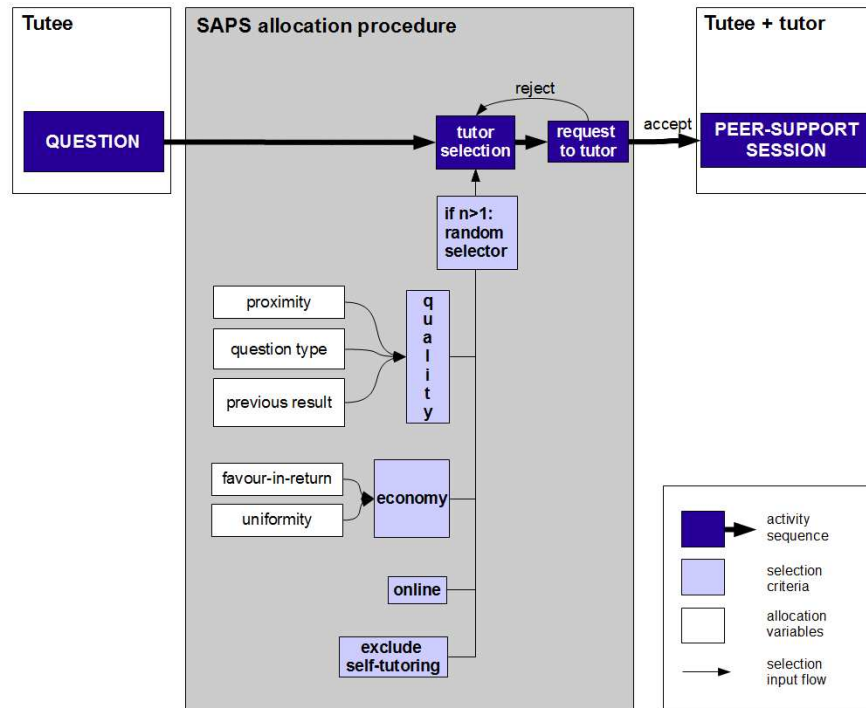 Tutee
SAPS allocation procedure
Tutee + tutor
reject
accept
QUESTION
tutor
selection
request
to tutor
PEER-SUPPORT
SESSION
if n>1:
random
selector
proximity
question type
previous result
q
u
a
l
i
t
y
favour-in-return
uniformity
economy
online
exclude
self-tutoring
activity
sequence
selection
criteria
allocation
variables
selection
input flow